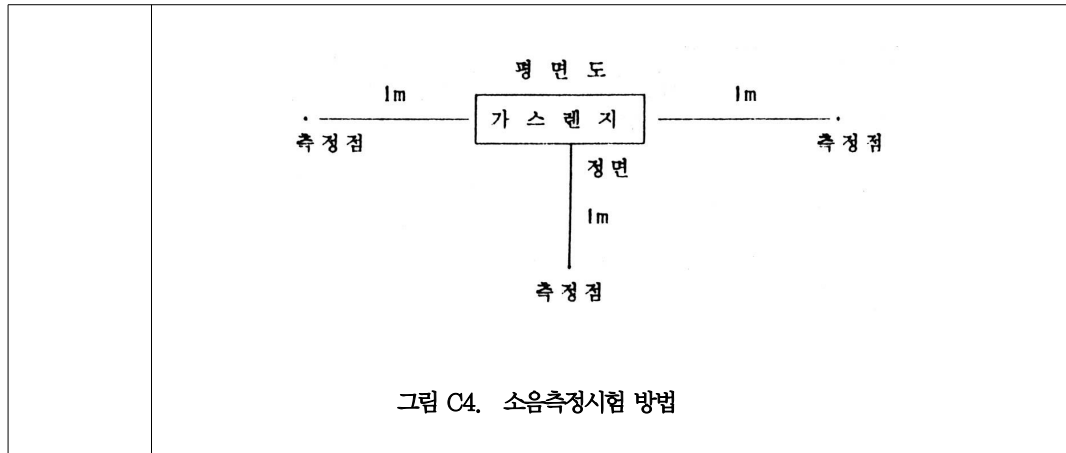 평 면 도
1m
1m
가 스 렌 지
측정점
측정점
정면
1m
측정점
그림 C4. 소음측정시험 방법